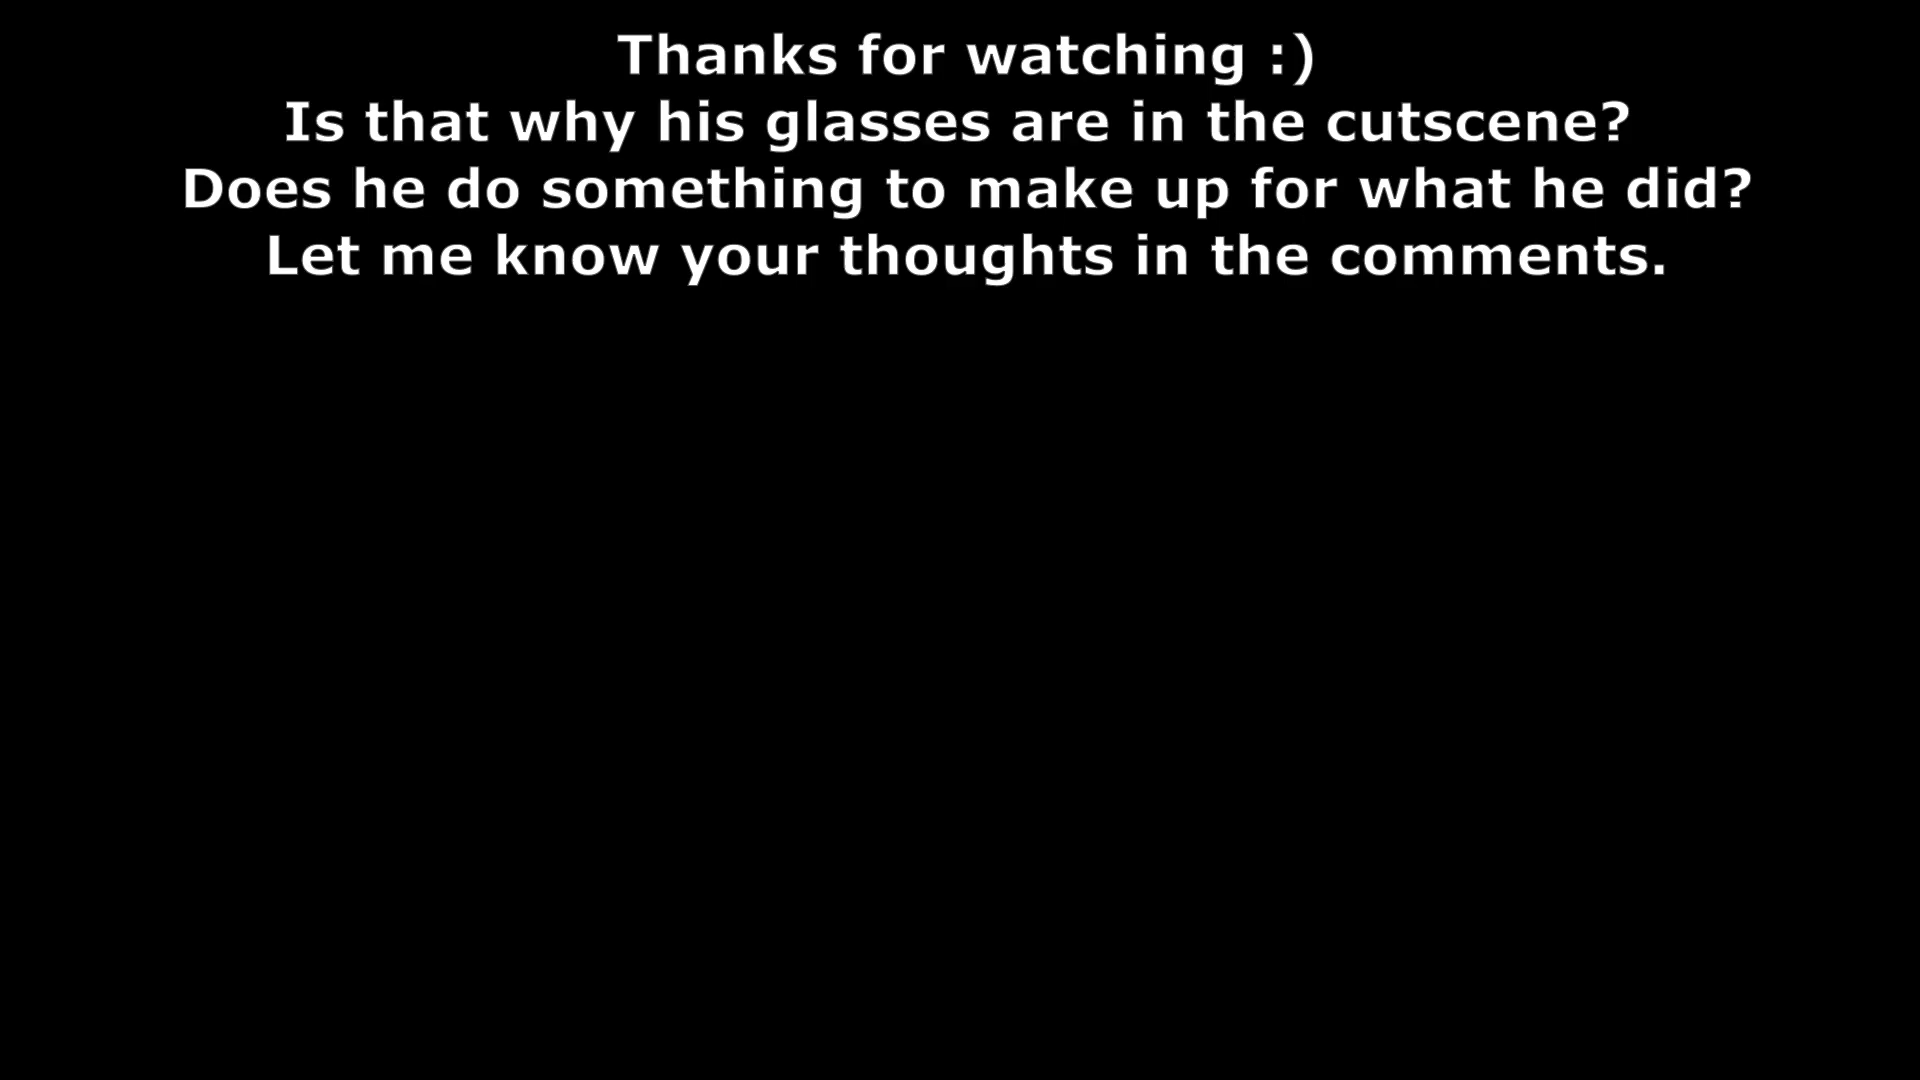 Thanks for watching :)
Is that why his glasses are in the cutscene?
Does he do something to make up for what he did?
Let me know your thoughts in the comments.